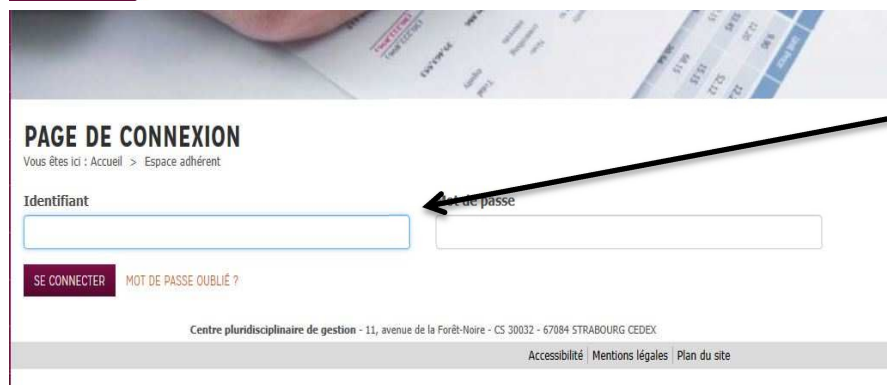 PAGE DE CONNEXION
Vous êtes ici : Accueil > Espace adhérent
Identifiant
Mot de passe
SE CONNECTER MOT DE PASSE OUBLIÉ ?
Centre pluridisciplinaire de gestion - 11, avenue de la Forêt-Noire - CS 30032 - 67084 STRABOURG CEDEX
Accessibilité | Mentions légales | Plan du site